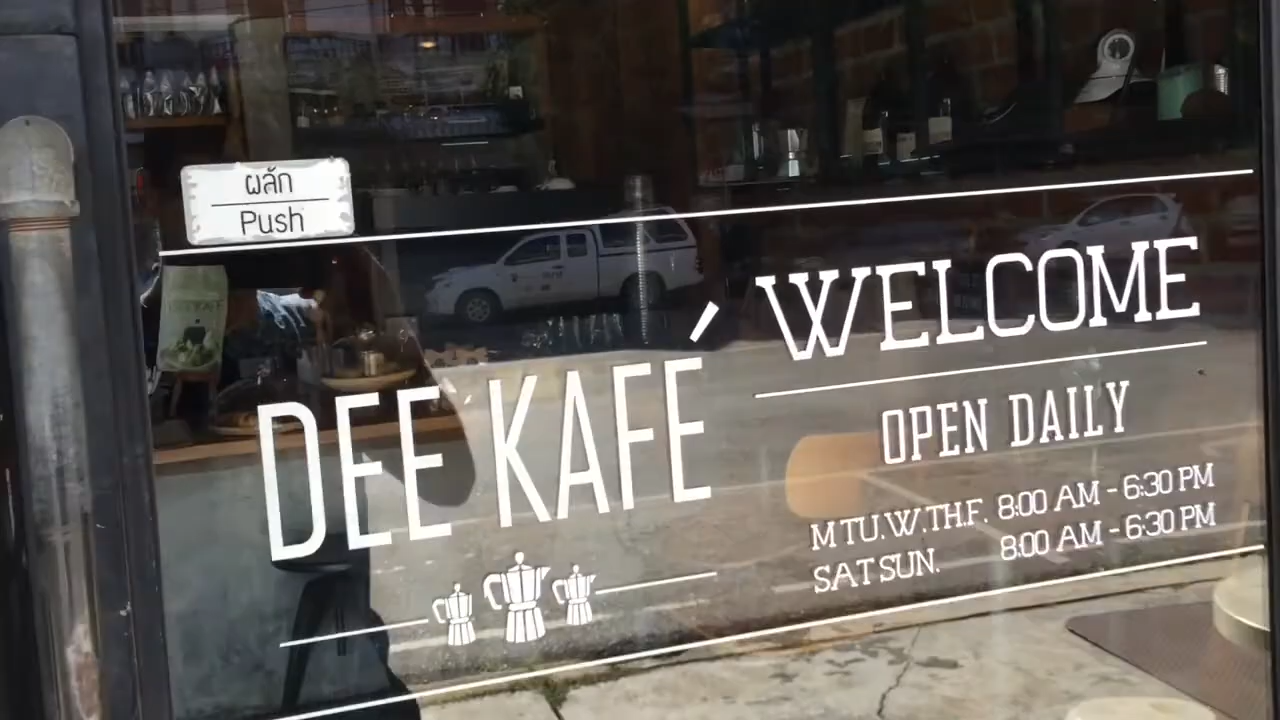 ผลัก
Push
DEE KAFÉ
WELCOME
OPEN DAILY
M TU.W.TH.F. 8:00 AM - 6:30 PM
SAT SUN. 8:00 AM - 6:30 PM